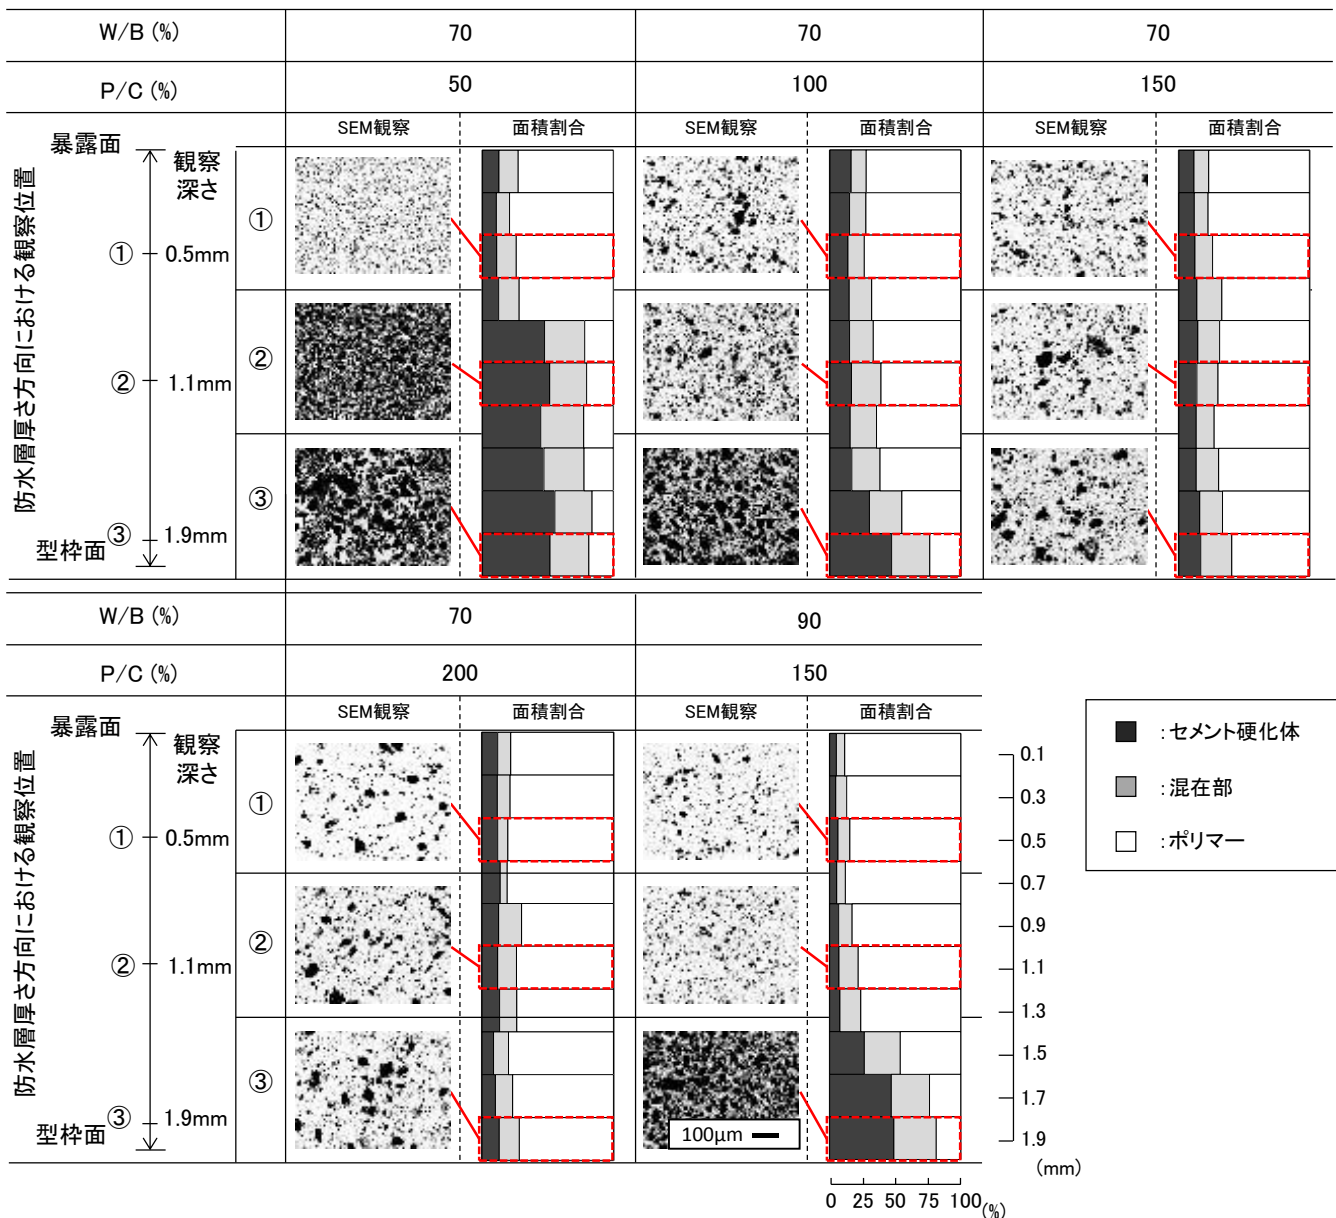 W/B (%) 70 70 70
P/C (%) 50 100 150
SEM観察 面積割合 SEM観察 面積割合 SEM観察 面積割合
暴露面
観察
深さ
防水層厚さ方向における観察位置
① 0.5mm
② 1.1mm
③ 1.9mm
型枠面
①
②
③
W/B (%) 70 90
P/C (%) 200 150
SEM観察 面積割合 SEM観察 面積割合
暴露面
観察
深さ
防水層厚さ方向における観察位置
① 0.5mm
② 1.1mm
③ 1.9mm
型枠面
①
②
③
100μm
0.1
0.3
0.5
0.7
0.9
1.1
1.3
1.5
1.7
1.9
(mm)
0 25 50 75 100 (%)
:セメント硬化体
:混在部
:ポリマー